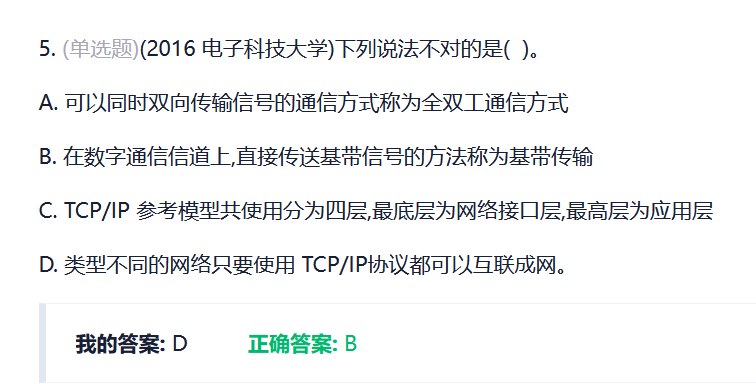 5. (单选题)(2016 电子科技大学)下列说法不对的是(  )。
A. 可以同时双向传输信号的通信方式称为全双工通信方式
B. 在数字通信信道上,直接传送基带信号的方法称为基带传输
C. TCP/IP 参考模型共使用分为四层,最底层为网络接口层,最高层为应用层
D. 类型不同的网络只要使用 TCP/IP协议都可以互联成网。
我的答案: D 正确答案: B